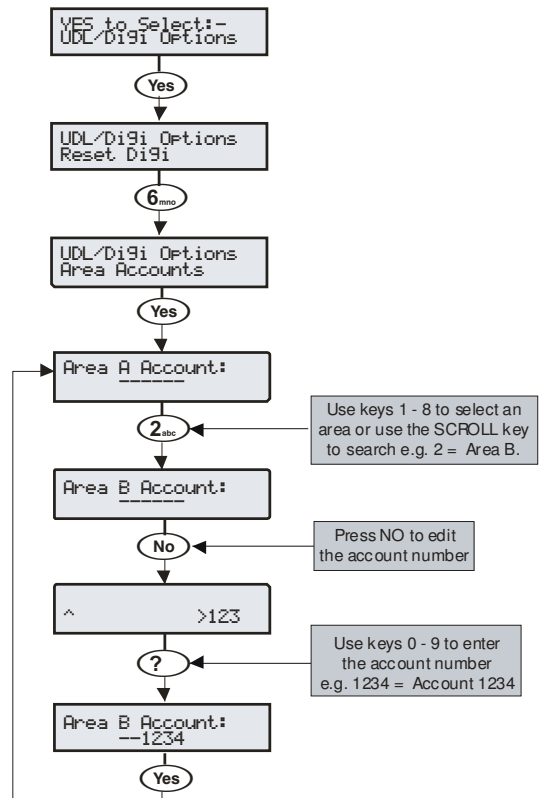 YES to Select:-
UDL/Digi Options
Yes
UDL/Digi Options
Reset Digi
6mno
UDL/Digi Options
Area Accounts
Yes
Area A Account:
------
2abc
Use keys 1 - 8 to select an
area or use the SCROLL key
to search e.g. 2 = Area B.
Area B Account:
------
No
Press NO to edit
the account number
^ >123
?
Use keys 0 - 9 to enter
the account number
e.g. 1234 = Account 1234
Area B Account:
--1234
Yes